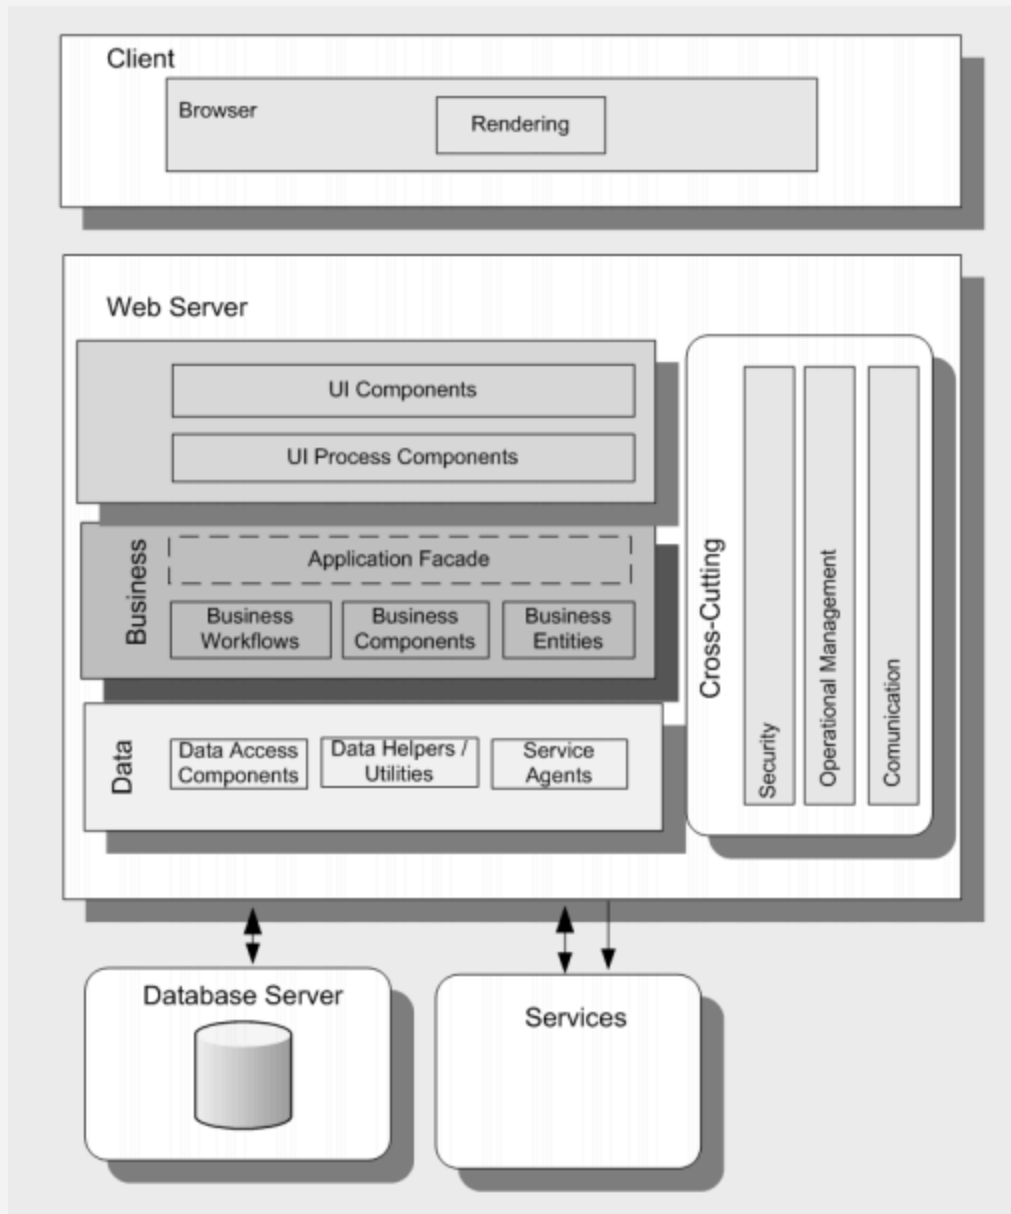 Client
Browser
Rendering
Web Server
UI Components
UI Process Components
Business
Application Facade
Business
Workflows
Business
Components
Business
Entities
Data
Data Access
Components
Data Helpers /
Utilities
Service
Agents
Cross-Cutting
Security
Operational Management
Comunication
Database Server
Services